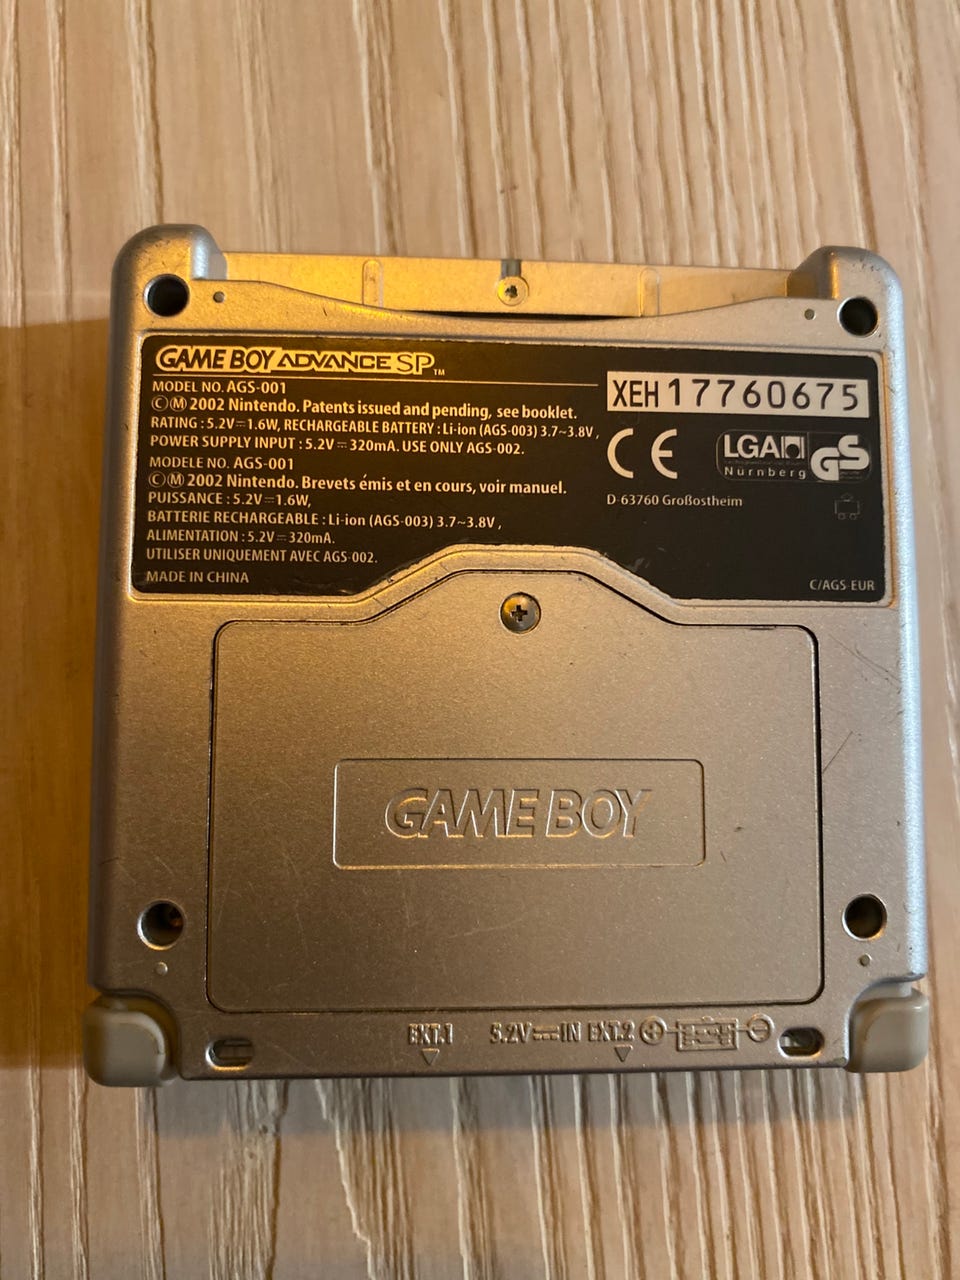 GAME BOY ADVANCE SP™
MODEL NO. AGS-001
ⒸⓂ 2002 Nintendo. Patents issued and pending, see booklet.
RATING : 5.2V⎓1.6W, RECHARGEABLE BATTERY : Li-ion (AGS-003) 3.7~3.8V ,
POWER SUPPLY INPUT : 5.2V⎓320mA. USE ONLY AGS-002.
MODELE NO. AGS-001
ⒸⓂ 2002 Nintendo. Brevets émis et en cours, voir manuel.
PUISSANCE : 5.2V⎓1.6W,
BATTERIE RECHARGEABLE : Li-ion (AGS-003) 3.7~3.8V ,
ALIMENTATION : 5.2V⎓320mA.
UTILISER UNIQUEMENT AVEC AGS-002.
MADE IN CHINA
XEH 17760675
CE
LGA
Nürnberg
GS
D-63760 Großostheim
C/AGS-EUR
GAME BOY
EXT.1 5.2V⎓IN EXT.2